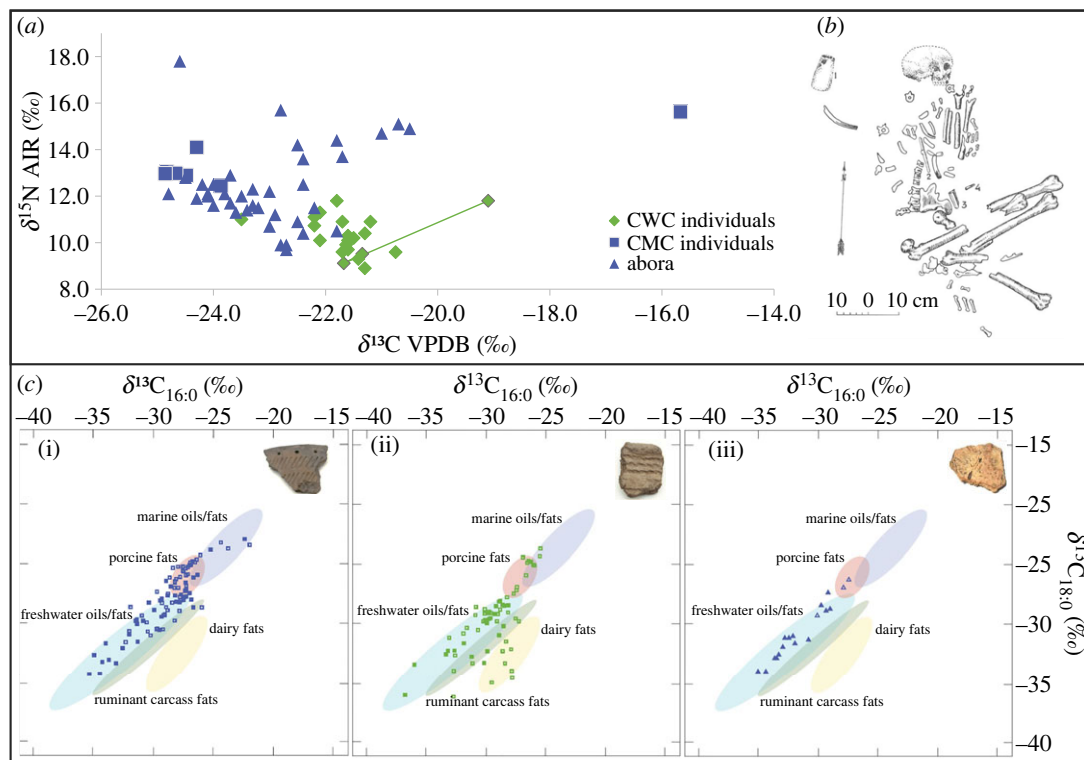 (a)
δ¹⁵N AIR (‰)
18.0
16.0
14.0
12.0
10.0
8.0
–26.0 –24.0 –22.0 –20.0 –18.0 –16.0 –14.0
δ¹³C VPDB (‰)
CWC individuals
CMC individuals
abora
(b)
10 0 10 cm
(c)
δ¹³C₁₆:₀ (‰) δ¹³C₁₆:₀ (‰) δ¹³C₁₆:₀ (‰)
–40 –35 –30 –25 –20 –15 –40 –35 –30 –25 –20 –15 –40 –35 –30 –25 –20 –15
(i)
marine oils/fats
porcine fats
freshwater oils/fats
ruminant carcass fats
(ii)
marine oils/fats
porcine fats
freshwater oils/fats
dairy fats
ruminant carcass fats
(iii)
marine oils/fats
porcine fats
freshwater oils/fats
dairy fats
ruminant carcass fats
–15
–20
–25
–30
–35
–40
δ¹³C₁₈:₀ (‰)